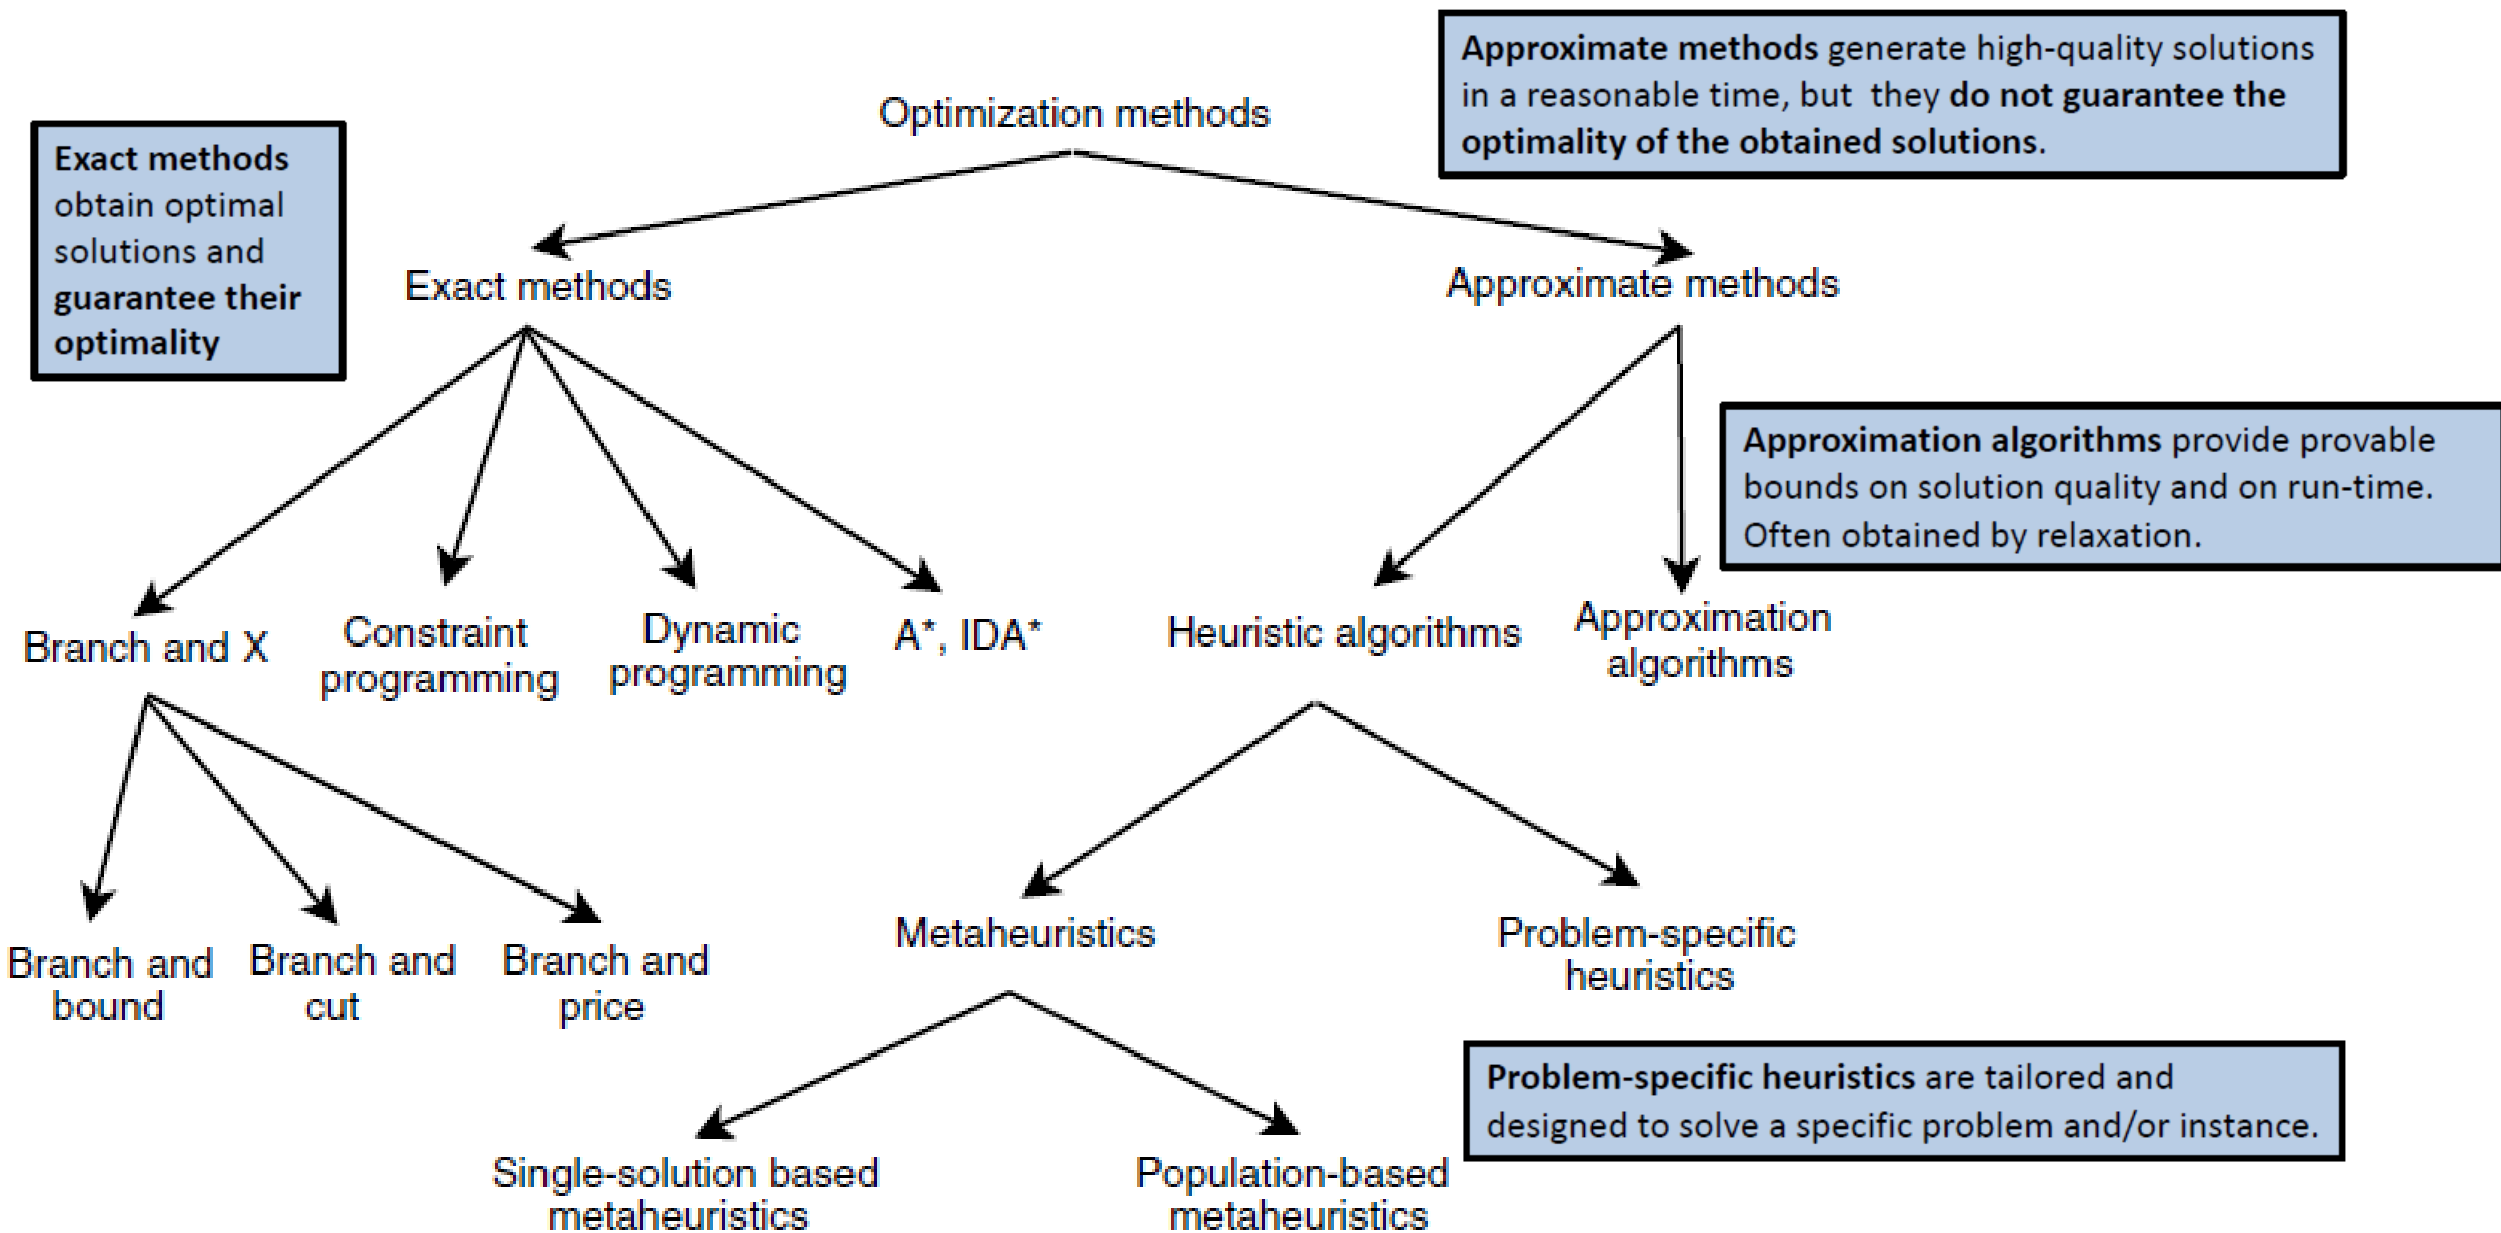 Approximate methods generate high-quality solutions
in a reasonable time, but they do not guarantee the
optimality of the obtained solutions.
Optimization methods
Exact methods
obtain optimal
solutions and
guarantee their
optimality
Exact methods
Approximate methods
Approximation algorithms provide provable
bounds on solution quality and on run-time.
Often obtained by relaxation.
Branch and X
Constraint
programming
Dynamic
programming
A*, IDA*
Heuristic algorithms
Approximation
algorithms
Branch and
bound
Branch and
cut
Branch and
price
Metaheuristics
Problem-specific
heuristics
Problem-specific heuristics are tailored and
designed to solve a specific problem and/or instance.
Single-solution based
metaheuristics
Population-based
metaheuristics